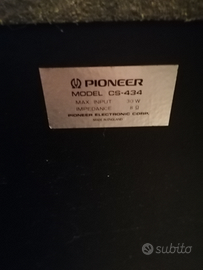 PIONEER
MODEL CS-434
MAX. INPUT W
IMPEDANCE Ω
PIONEER ELECTRONIC CORP.
subito